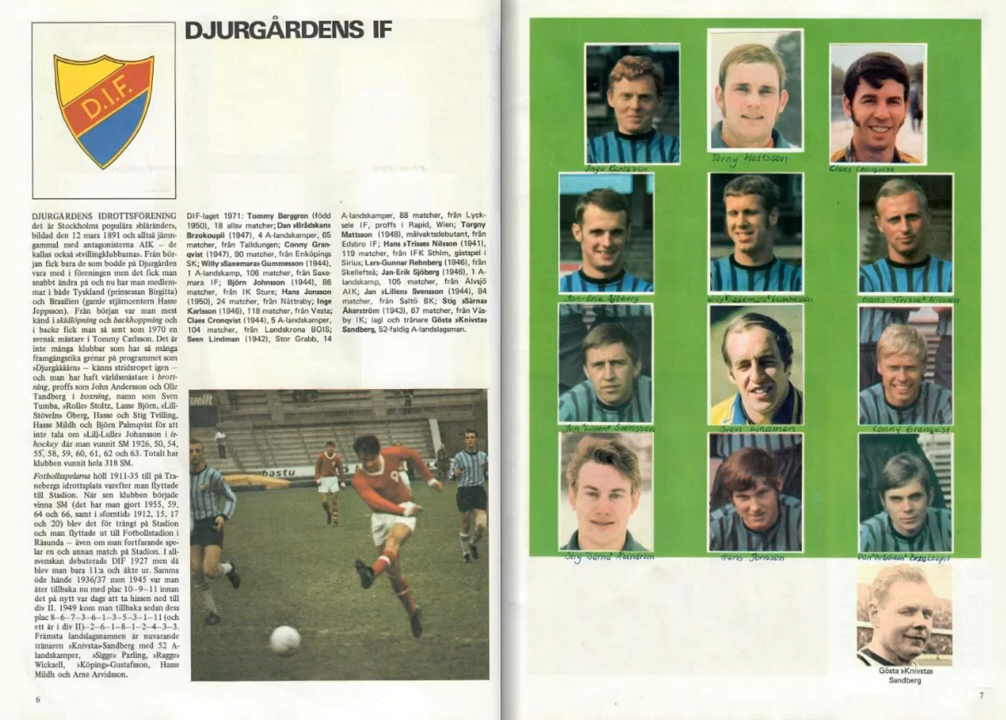 DJURGÅRDENS IF
D.I.F.
DJURGÅRDENS IDROTTSFÖRENING
det är Stockholms populära »blåränder»,
bildad den 12 mars 1891 och alltså jämn-
gammal med antagonisterna AIK — de
kallas också »tvillingklubbarna». Från bör-
jan fick bara de som bodde på Djurgården
vara med i föreningen men det fick man
snabbt ändra på och nu har man medlem-
mar i både Tyskland (prinsessan Birgitta)
och Brasilien (gamle stjärncentern Hasse
Jeppson). Från början var man mest
känd i skidlöpning och backhoppning och
i backe fick man så sent som 1970 en
svensk mästare i Tommy Carlsson. Det är
inte många klubbar som har så många
framgångsrika grenar på programmet som
»Djurgååårn» — känns stridsropet igen —
och man har haft världsmästare i brott-
ning, proffs som John Andersson och Olle
Tandberg i boxning, namn som Sven
Tumba, »Rolle» Stoltz, Lasse Björn, »Lill-
Stöveln» Öberg, Hasse och Stig Tvilling,
Hasse Mildh och Björn Palmqvist för att
inte tala om »Lill-Lulle» Johansson i is-
hockey där man vunnit SM 1926, 50, 54,
55, 58, 59, 60, 61, 62 och 63. Totalt har
klubben vunnit hela 318 SM.
Fotbollsspelarna höll 1911-35 till på Tra-
nebergs idrottsplats varefter man flyttade
till Stadion. När sen klubben började
vinna SM (det har man gjort 1955, 59,
64 och 66, samt i »forntid» 1912, 15, 17
och 20) blev det för trångt på Stadion
och man flyttade ut till Fotbollstadion i
Råsunda — även om man fortfarande spe-
lar en och annan match på Stadion. I all-
svenskan debuterade DIF 1927 men då
blev man bara 11:a och åkte ur. Samma
öde hände 1936/37 men 1945 var man
åter tillbaka nu med plac 10—9—11 innan
det på nytt var dags att ta hissen ned till
div II. 1949 kom man tillbaka sedan dess
plac 8—6—7—3—6—1—3—5—3—1—11 (och
ett år i div II)—2—6—1—8—1—2—4—3—3.
Främsta landslagsnamnen är nuvarande
tränaren »Knivsta»-Sandberg med 52 A-
landskamper, »Sigge» Parling, »Ragge»
Wicksell, »Köping»-Gustafsson, Hasse
Mildh och Arne Arvidsson.
DIF-laget 1971: Tommy Berggren (född
1950), 18 allsv matcher; Dan »Brädskan»
Brzokoupil (1947), 4 A-landskamper, 65
matcher, från Talldungen; Conny Gran-
qvist (1947), 90 matcher, från Enköpings
SK; Willy »Saxemara» Gummesson (1944),
1 A-landskamp, 106 matcher, från Saxe-
mara IF; Björn Johnsson (1944), 86
matcher, från IK Sture; Hans Jonsson
(1950), 24 matcher, från Nättraby; Inge
Karlsson (1946), 118 matcher, från Vesta;
Claes Cronqvist (1944), 5 A-landskamper,
104 matcher, från Landskrona BOIS;
Sven Lindman (1942), Stor Grabb, 14
A-landskamper, 88 matcher, från Lyck-
sele IF, proffs i Rapid, Wien; Torgny
Mattsson (1948), målvaktsdebutant, från
Edsbro IF; Hans »Trisse» Nilsson (1941),
119 matcher, från IFK Sthlm, gästspel i
Sirius; Lars-Gunnar Rehnberg (1946), från
Skellefteå; Jan-Erik Sjöberg (1946), 1 A-
landskamp, 105 matcher, från Älvsjö
AIK; Jan »Lillen» Svensson (1944), 84
matcher, från Saltö BK; Stig »Särna»
Åkerström (1943), 67 matcher, från Väs-
by IK; lagl och tränare Gösta »Knivsta»
Sandberg, 52-faldig A-landslagsman.
hastu
6
Inge Karlsson
Torny Mattsson
Jan-Erik Sjöberg
Sven Lindman
Conny Granqvist
Hans Jonsson
Gösta »Knivsta»
Sandberg
7